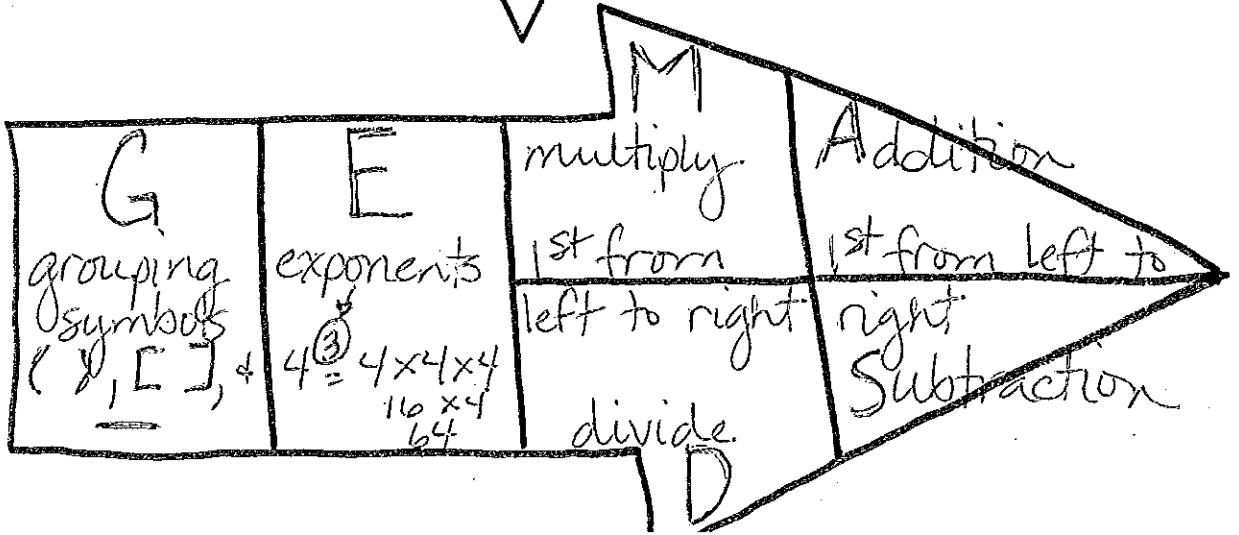 G
grouping
symbols
( ), [ ], +
—
E
exponents
4³ = 4×4×4
16 ×4
64
M
multiply
1st from
left to right
divide
D
Addition
1st from left to
right
Subtraction